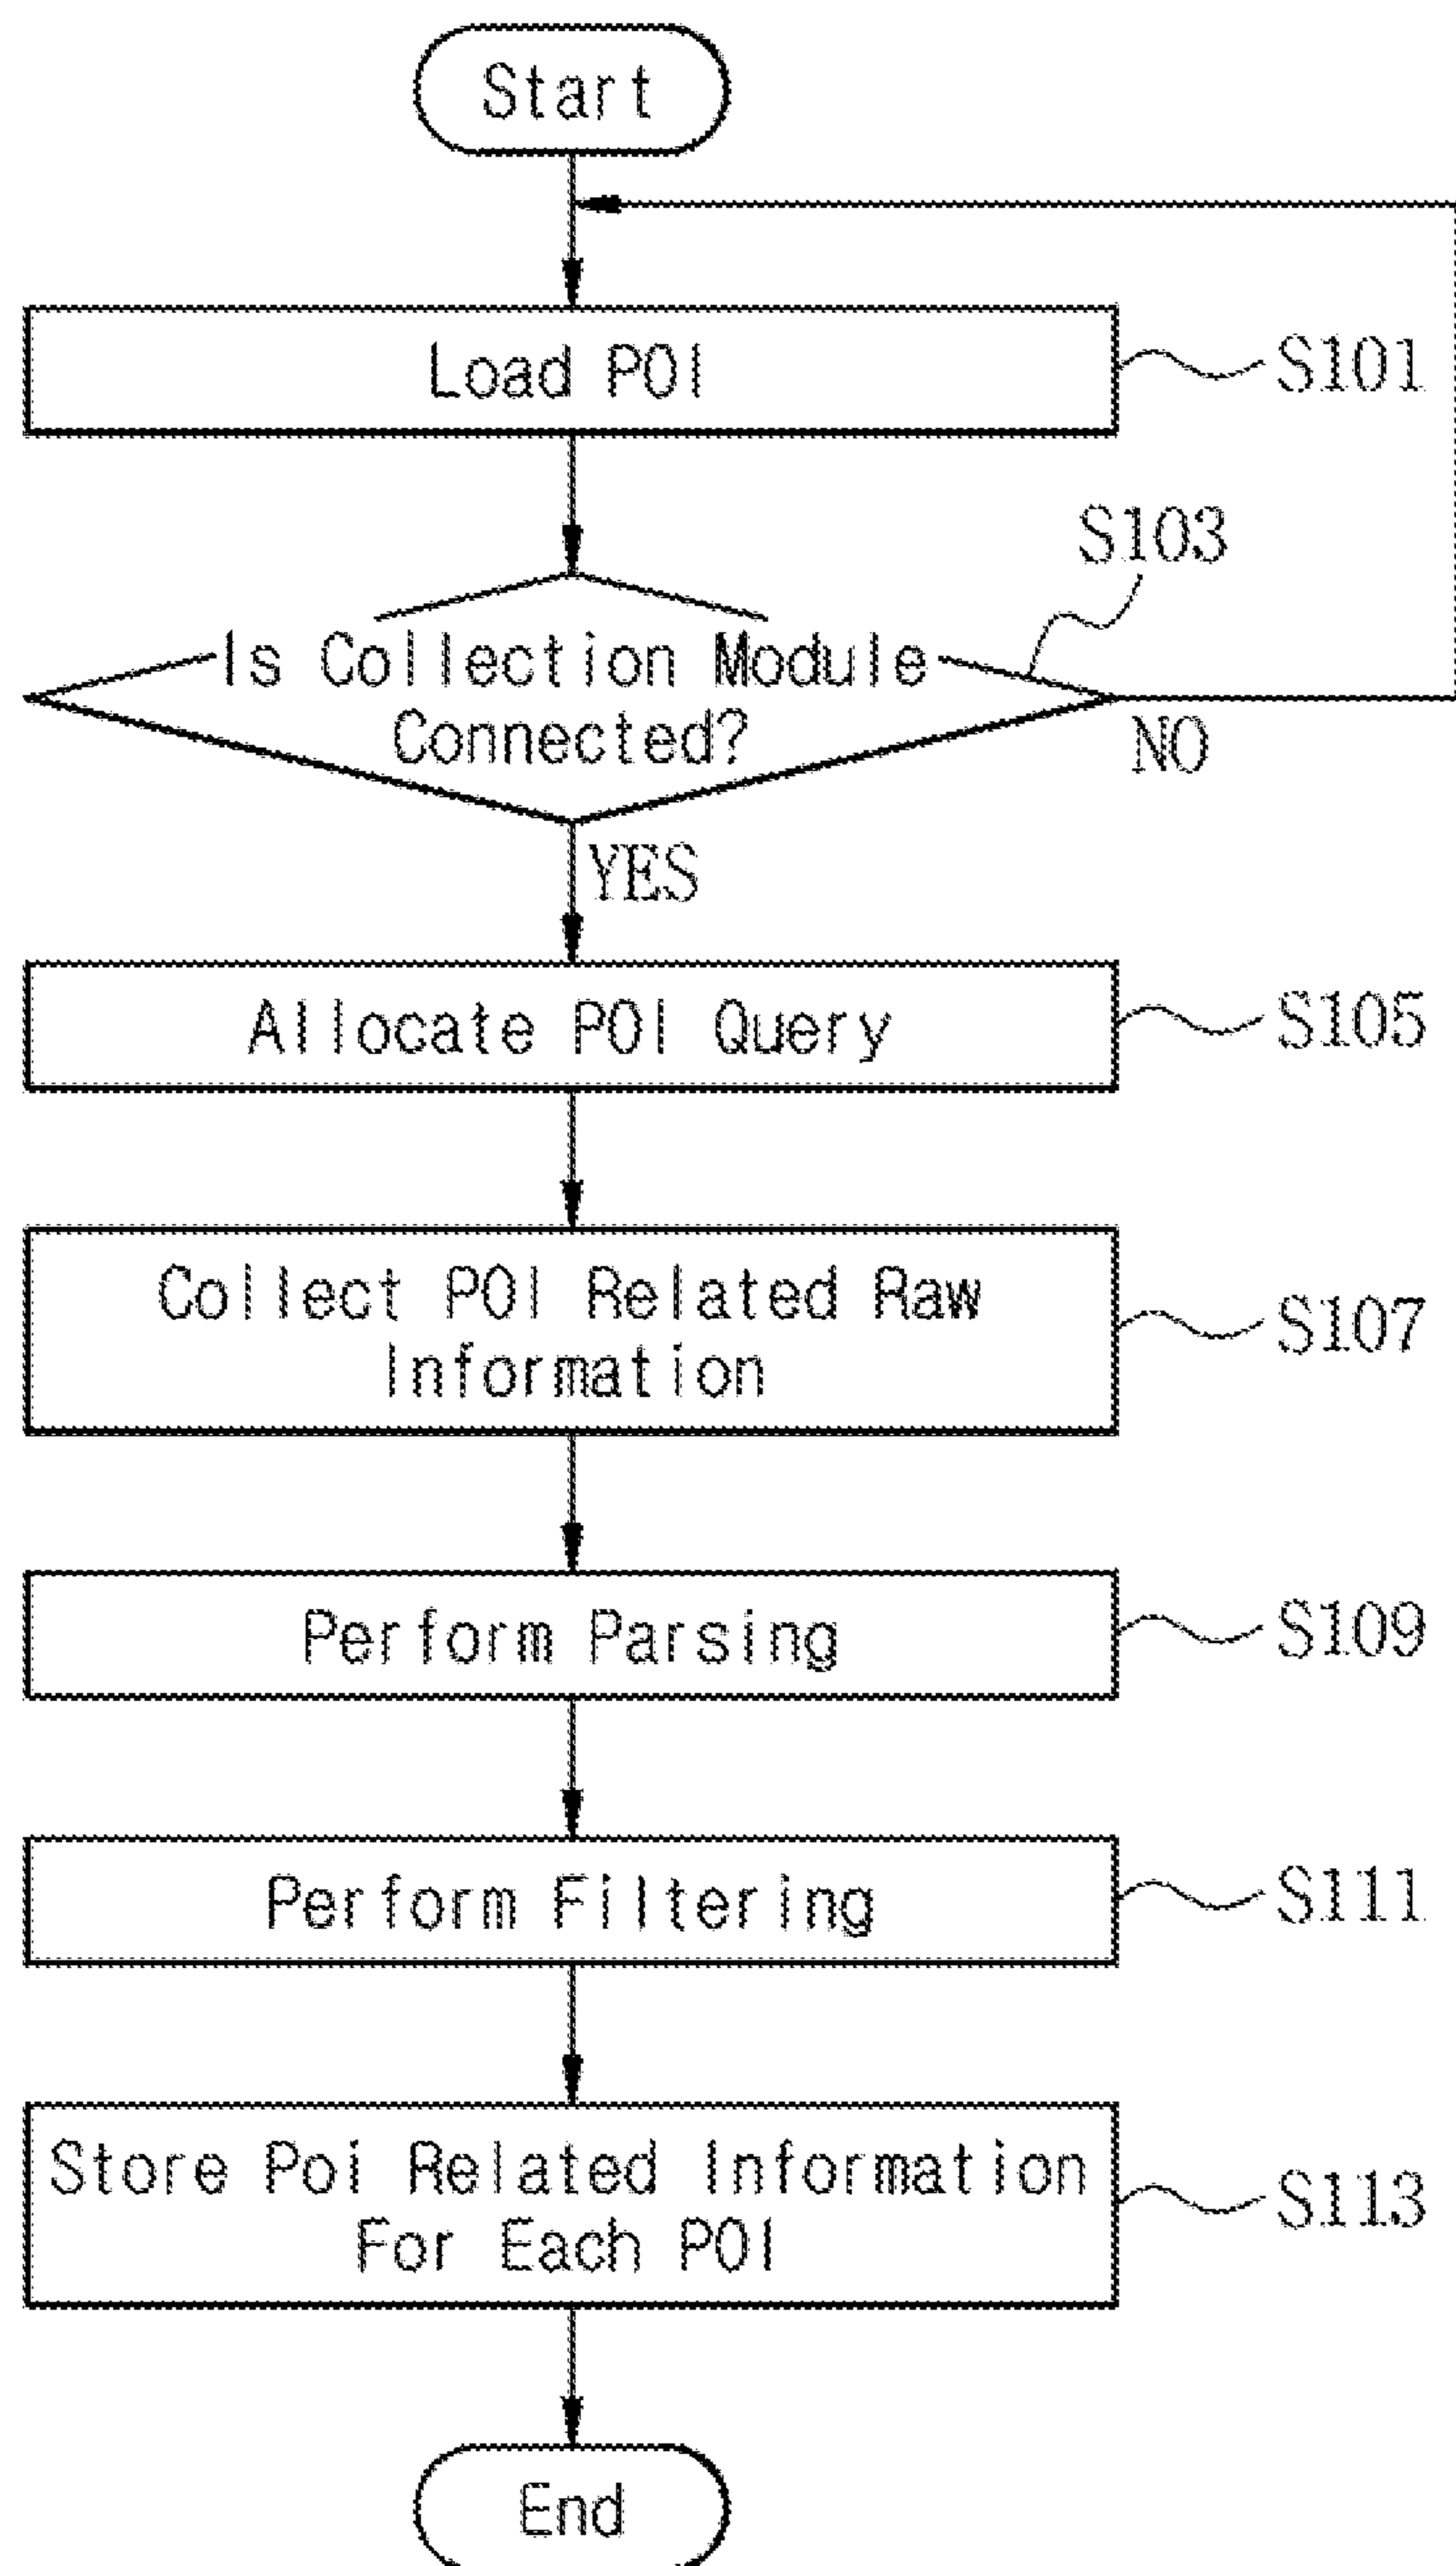 Start
Load POI
S101
S103
Is Collection Module
Connected?
NO
YES
Allocate POI Query
S105
Collect POI Related Raw
Information
S107
Perform Parsing
S109
Perform Filtering
S111
Store Poi Related Information
For Each POI
S113
End